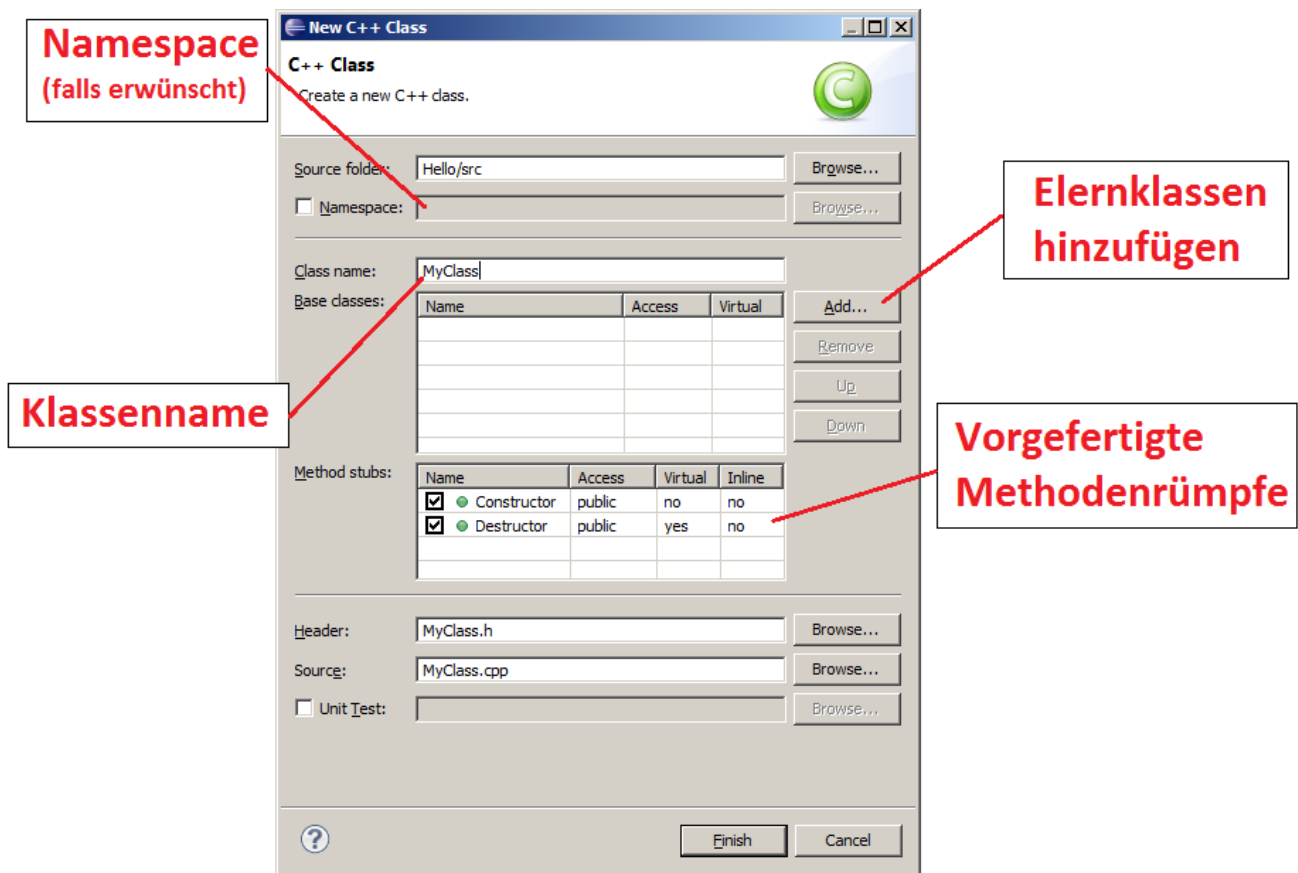 New C++ Class
Namespace
(falls erwünscht)
C++ Class
Create a new C++ class.
Source folder: Hello/src Browse...
Namespace: Browse...
Elernklassen
hinzufügen
Class name: MyClass
Base classes: Name Access Virtual Add...
Remove
Up
Down
Klassenname
Vorgefertigte
Methodenrümpfe
Method stubs: Name Access Virtual Inline
Constructor public no no
Destructor public yes no
Header: MyClass.h Browse...
Source: MyClass.cpp Browse...
Unit Test: Browse...
? Finish Cancel